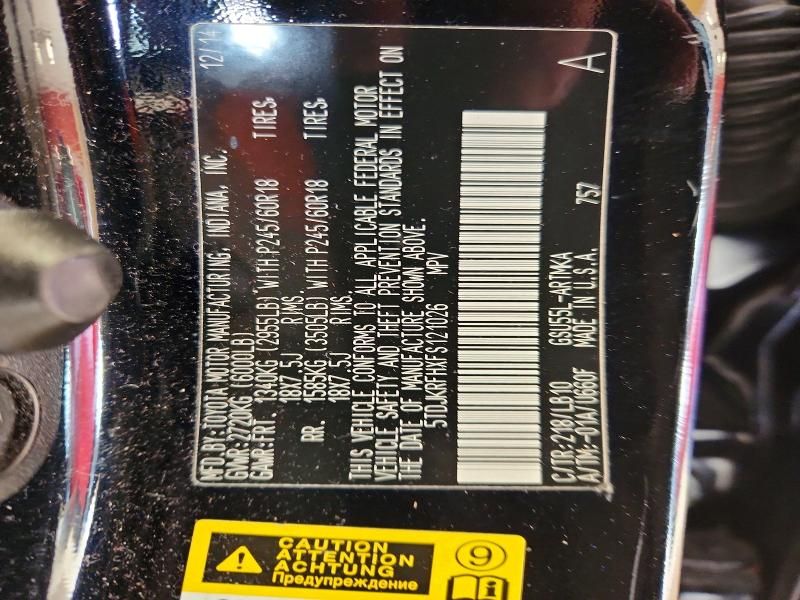 MFD.BY:TOYOTA MOTOR MANUFACTURING, INDIANA, INC. 12/14
GVWR:2720KG(6000LB)
GAWR:FRT. 1340KG(2955LB)WITH:P245/60R18 TIRES,
18X7.5J RIMS,
RR. 1585KG(3505LB),WITH:P245/60R18 TIRES,
18X7.5J RIMS.
THIS VEHICLE CONFORMS TO ALL APPLICABLE FEDERAL MOTOR
VEHICLE SAFETY AND THEFT PREVENTION STANDARDS IN EFFECT ON
THE DATE OF MANUFACTURE SHOWN ABOVE.
5TDJKRFHXFS121026 MPV
C/TR:218/LB10 GSU55L-ARTMKA
A/TM:-01A/U660F MADE IN U.S.A. 757 A
CAUTION
ATTENTION
ACHTUNG
Предупреждение
9